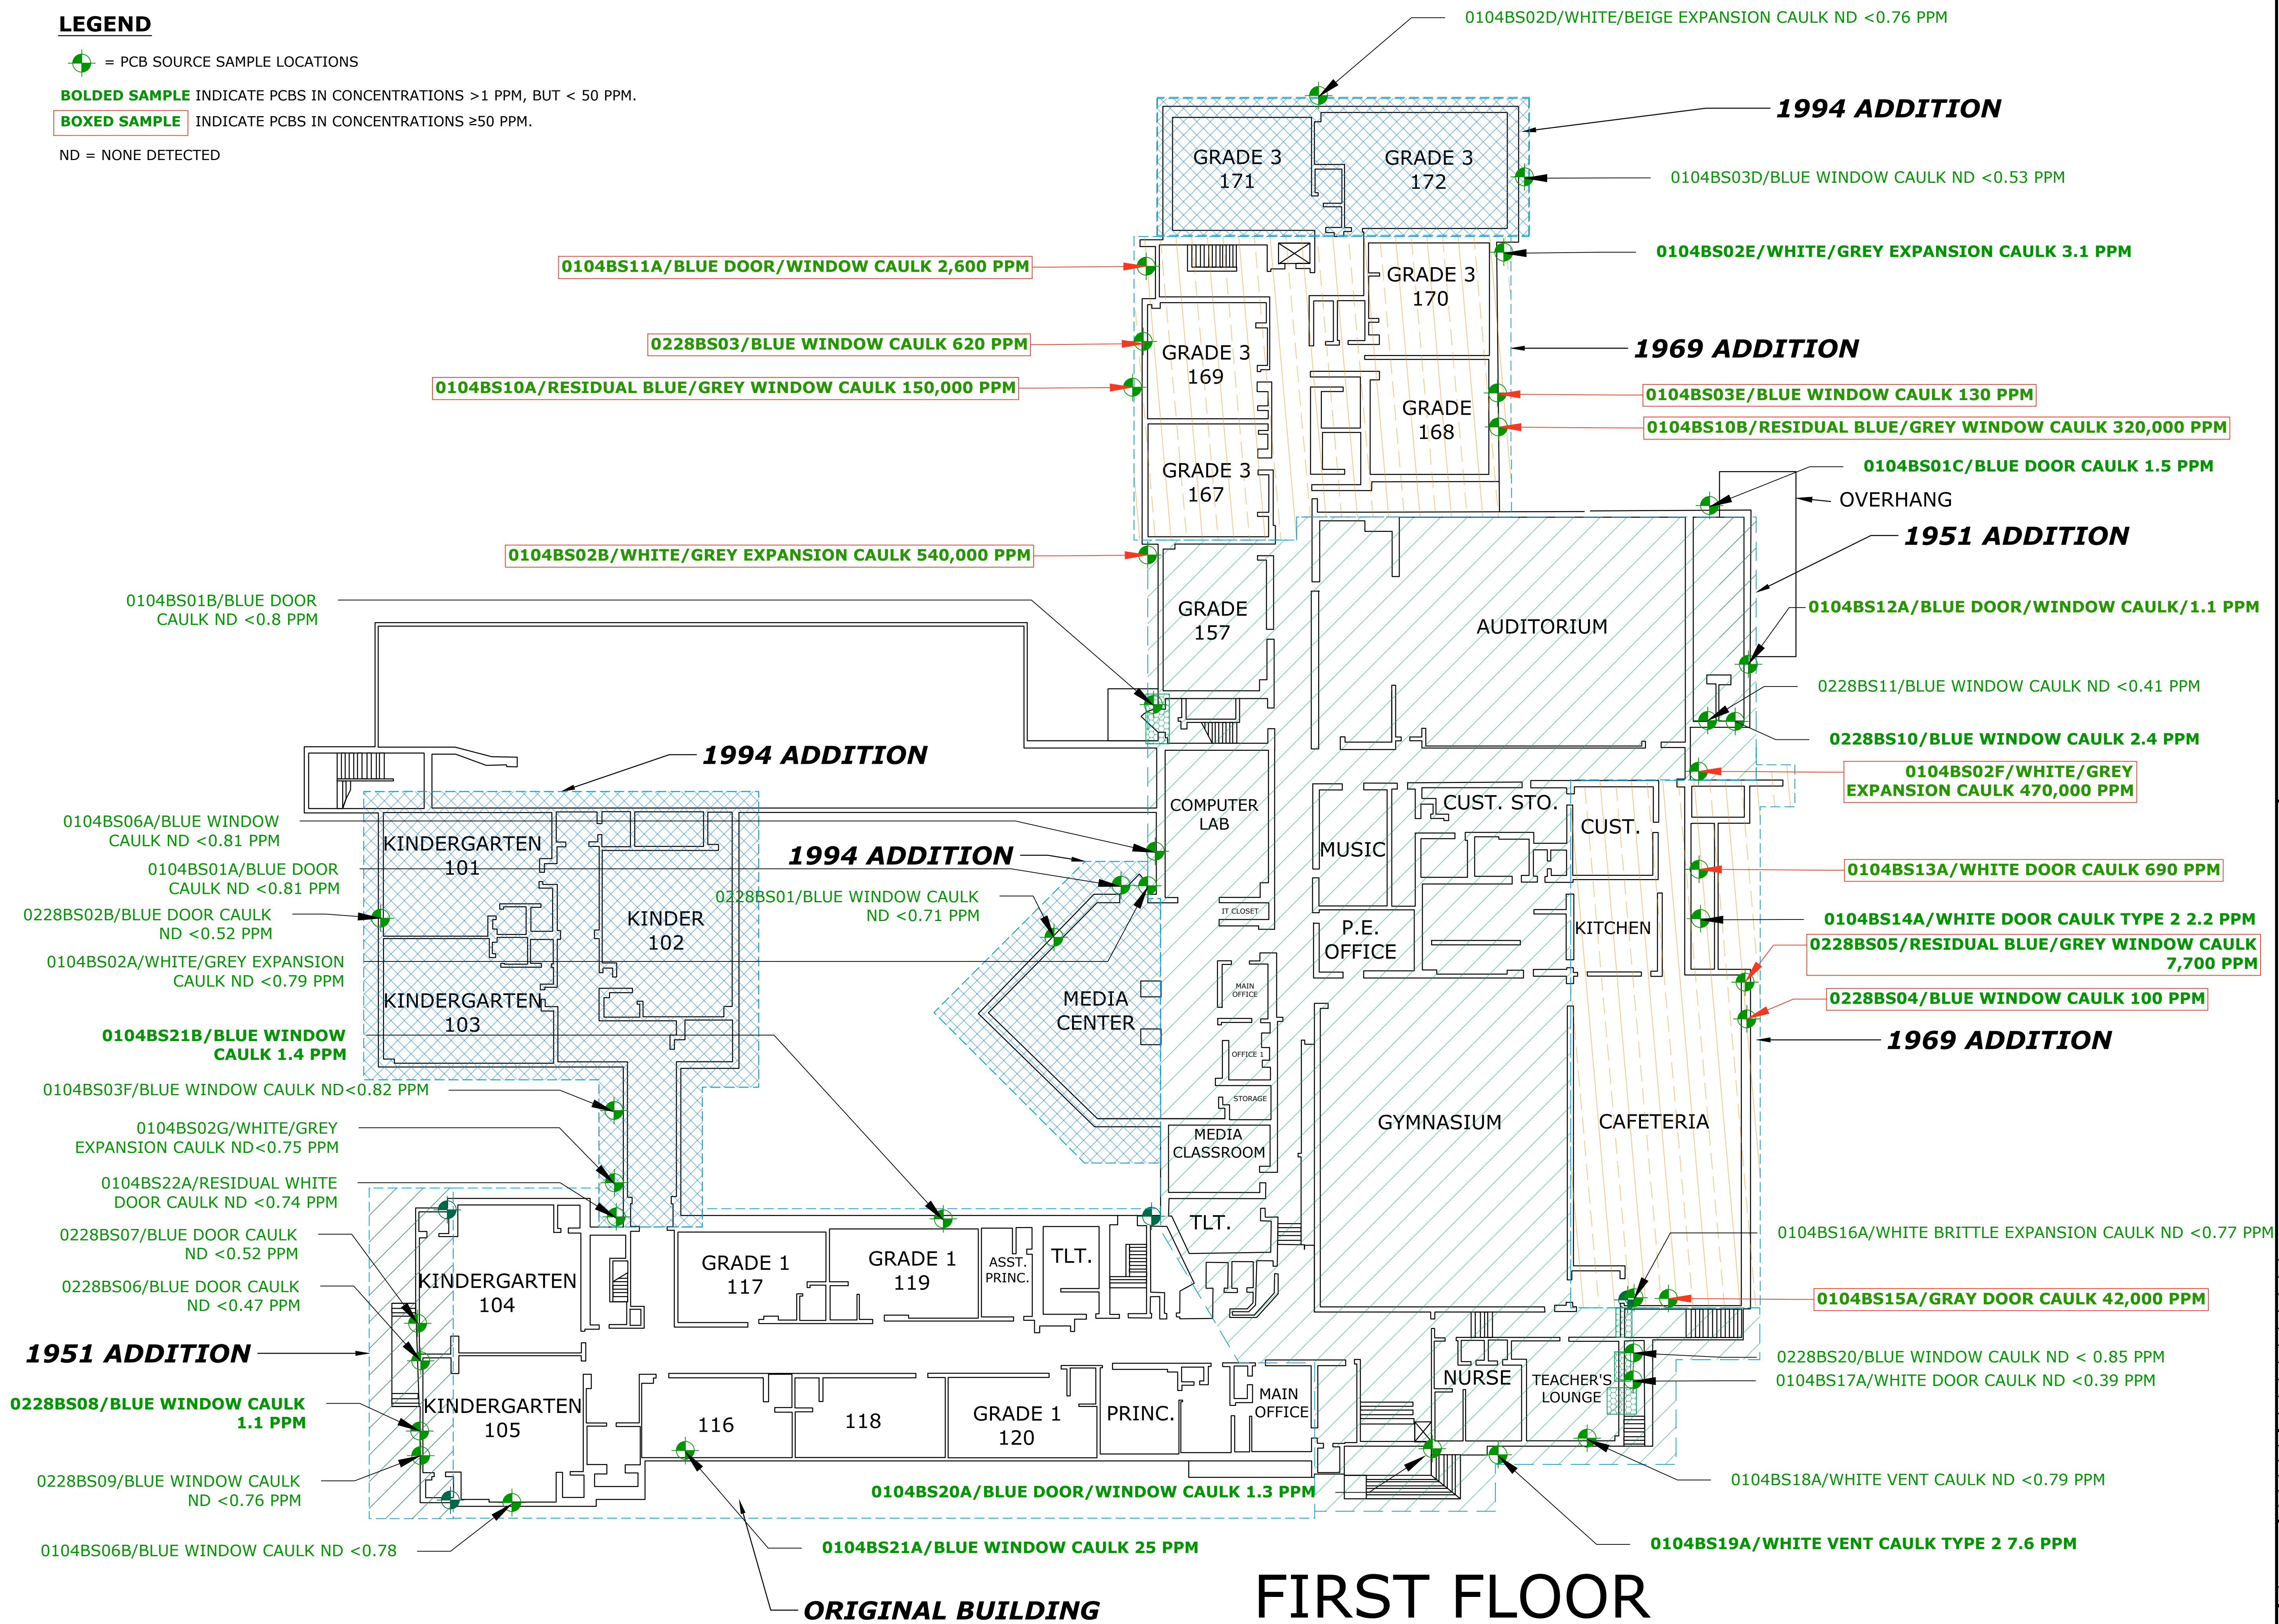 LEGEND
= PCB SOURCE SAMPLE LOCATIONS
BOLDED SAMPLE INDICATE PCBS IN CONCENTRATIONS >1 PPM, BUT < 50 PPM.
BOXED SAMPLE INDICATE PCBS IN CONCENTRATIONS ≥50 PPM.
ND = NONE DETECTED
0104BS02D/WHITE/BEIGE EXPANSION CAULK ND <0.76 PPM
1994 ADDITION
GRADE 3
171
GRADE 3
172
0104BS03D/BLUE WINDOW CAULK ND <0.53 PPM
0104BS02E/WHITE/GREY EXPANSION CAULK 3.1 PPM
0104BS11A/BLUE DOOR/WINDOW CAULK 2,600 PPM
GRADE 3
170
0228BS03/BLUE WINDOW CAULK 620 PPM
GRADE 3
169
1969 ADDITION
0104BS10A/RESIDUAL BLUE/GREY WINDOW CAULK 150,000 PPM
0104BS03E/BLUE WINDOW CAULK 130 PPM
GRADE
168
0104BS10B/RESIDUAL BLUE/GREY WINDOW CAULK 320,000 PPM
GRADE 3
167
0104BS01C/BLUE DOOR CAULK 1.5 PPM
OVERHANG
1951 ADDITION
0104BS02B/WHITE/GREY EXPANSION CAULK 540,000 PPM
0104BS01B/BLUE DOOR
CAULK ND <0.8 PPM
GRADE
157
AUDITORIUM
0104BS12A/BLUE DOOR/WINDOW CAULK/1.1 PPM
0228BS11/BLUE WINDOW CAULK ND <0.41 PPM
0228BS10/BLUE WINDOW CAULK 2.4 PPM
1994 ADDITION
0104BS02F/WHITE/GREY
EXPANSION CAULK 470,000 PPM
COMPUTER
LAB
CUST. STO.
CUST.
MUSIC
0104BS06A/BLUE WINDOW
CAULK ND <0.81 PPM
KINDERGARTEN
101
1994 ADDITION
0104BS01A/BLUE DOOR
CAULK ND <0.81 PPM
0228BS01/BLUE WINDOW CAULK
ND <0.71 PPM
0104BS13A/WHITE DOOR CAULK 690 PPM
0228BS02B/BLUE DOOR CAULK
ND <0.52 PPM
KINDER
102
IT CLOSET
P.E.
OFFICE
KITCHEN
0104BS14A/WHITE DOOR CAULK TYPE 2 2.2 PPM
0228BS05/RESIDUAL BLUE/GREY WINDOW CAULK
7,700 PPM
0104BS02A/WHITE/GREY EXPANSION
CAULK ND <0.79 PPM
KINDERGARTEN
103
MEDIA
CENTER
MAIN
OFFICE
0228BS04/BLUE WINDOW CAULK 100 PPM
0104BS21B/BLUE WINDOW
CAULK 1.4 PPM
OFFICE 1
1969 ADDITION
0104BS03F/BLUE WINDOW CAULK ND<0.82 PPM
STORAGE
GYMNASIUM
CAFETERIA
0104BS02G/WHITE/GREY
EXPANSION CAULK ND<0.75 PPM
MEDIA
CLASSROOM
0104BS22A/RESIDUAL WHITE
DOOR CAULK ND <0.74 PPM
TLT.
0228BS07/BLUE DOOR CAULK
ND <0.52 PPM
0104BS16A/WHITE BRITTLE EXPANSION CAULK ND <0.77 PPM
KINDERGARTEN
104
GRADE 1
117
GRADE 1
119
ASST.
PRINC.
TLT.
0228BS06/BLUE DOOR CAULK
ND <0.47 PPM
0104BS15A/GRAY DOOR CAULK 42,000 PPM
1951 ADDITION
0228BS20/BLUE WINDOW CAULK ND < 0.85 PPM
0104BS17A/WHITE DOOR CAULK ND <0.39 PPM
NURSE
TEACHER'S
LOUNGE
0228BS08/BLUE WINDOW CAULK
1.1 PPM
KINDERGARTEN
105
116
118
GRADE 1
120
PRINC.
MAIN
OFFICE
0228BS09/BLUE WINDOW CAULK
ND <0.76 PPM
0104BS18A/WHITE VENT CAULK ND <0.79 PPM
0104BS20A/BLUE DOOR/WINDOW CAULK 1.3 PPM
0104BS06B/BLUE WINDOW CAULK ND <0.78
0104BS21A/BLUE WINDOW CAULK 25 PPM
0104BS19A/WHITE VENT CAULK TYPE 2 7.6 PPM
ORIGINAL BUILDING
FIRST FLOOR